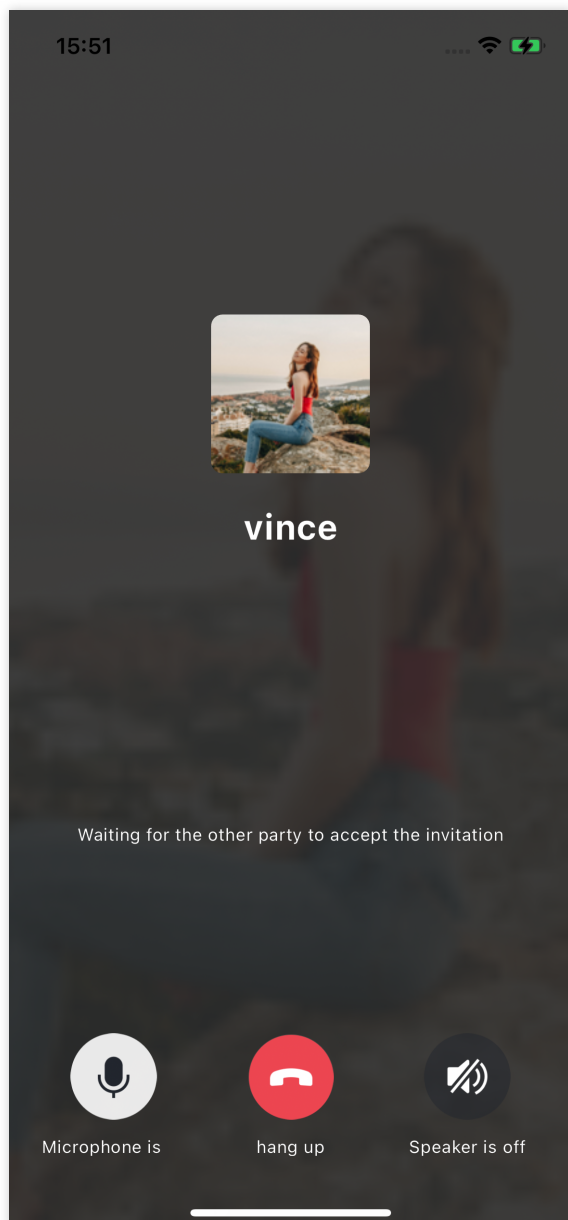 15:51
vince
Waiting for the other party to accept the invitation
Microphone is
hang up
Speaker is off